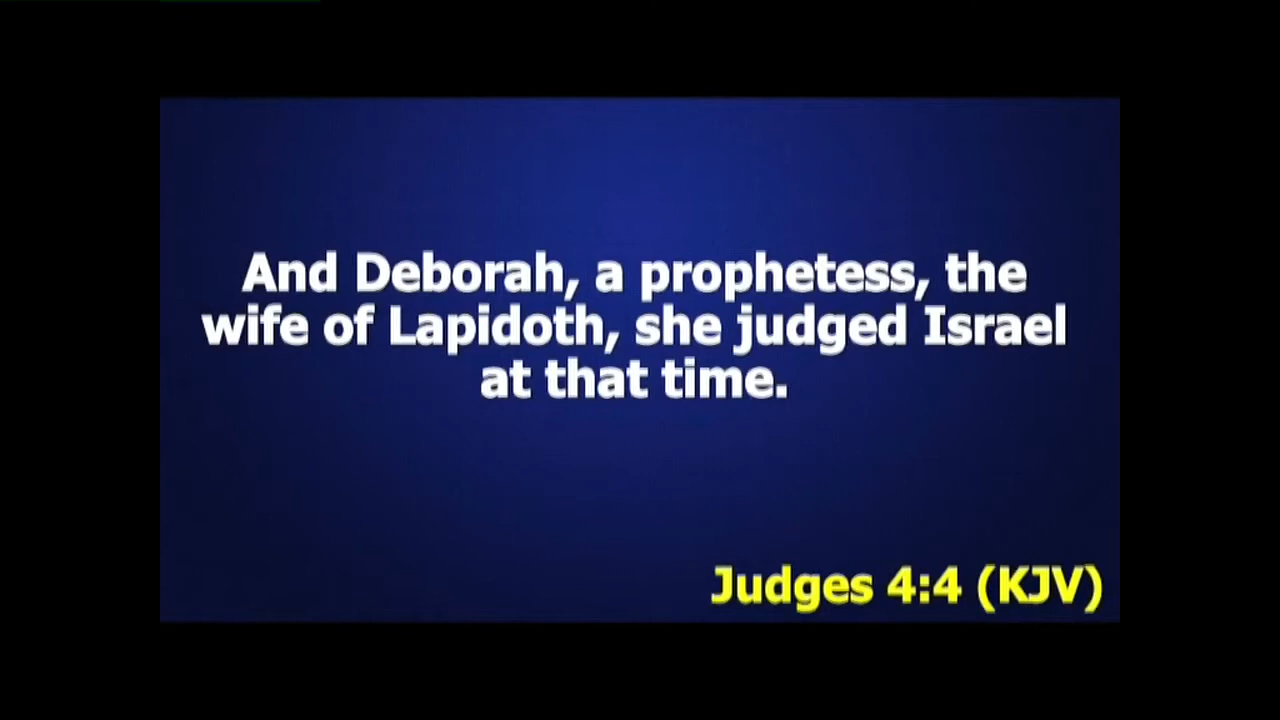 And Deborah, a prophetess, the
wife of Lapidoth, she judged Israel
at that time.
Judges 4:4 (KJV)